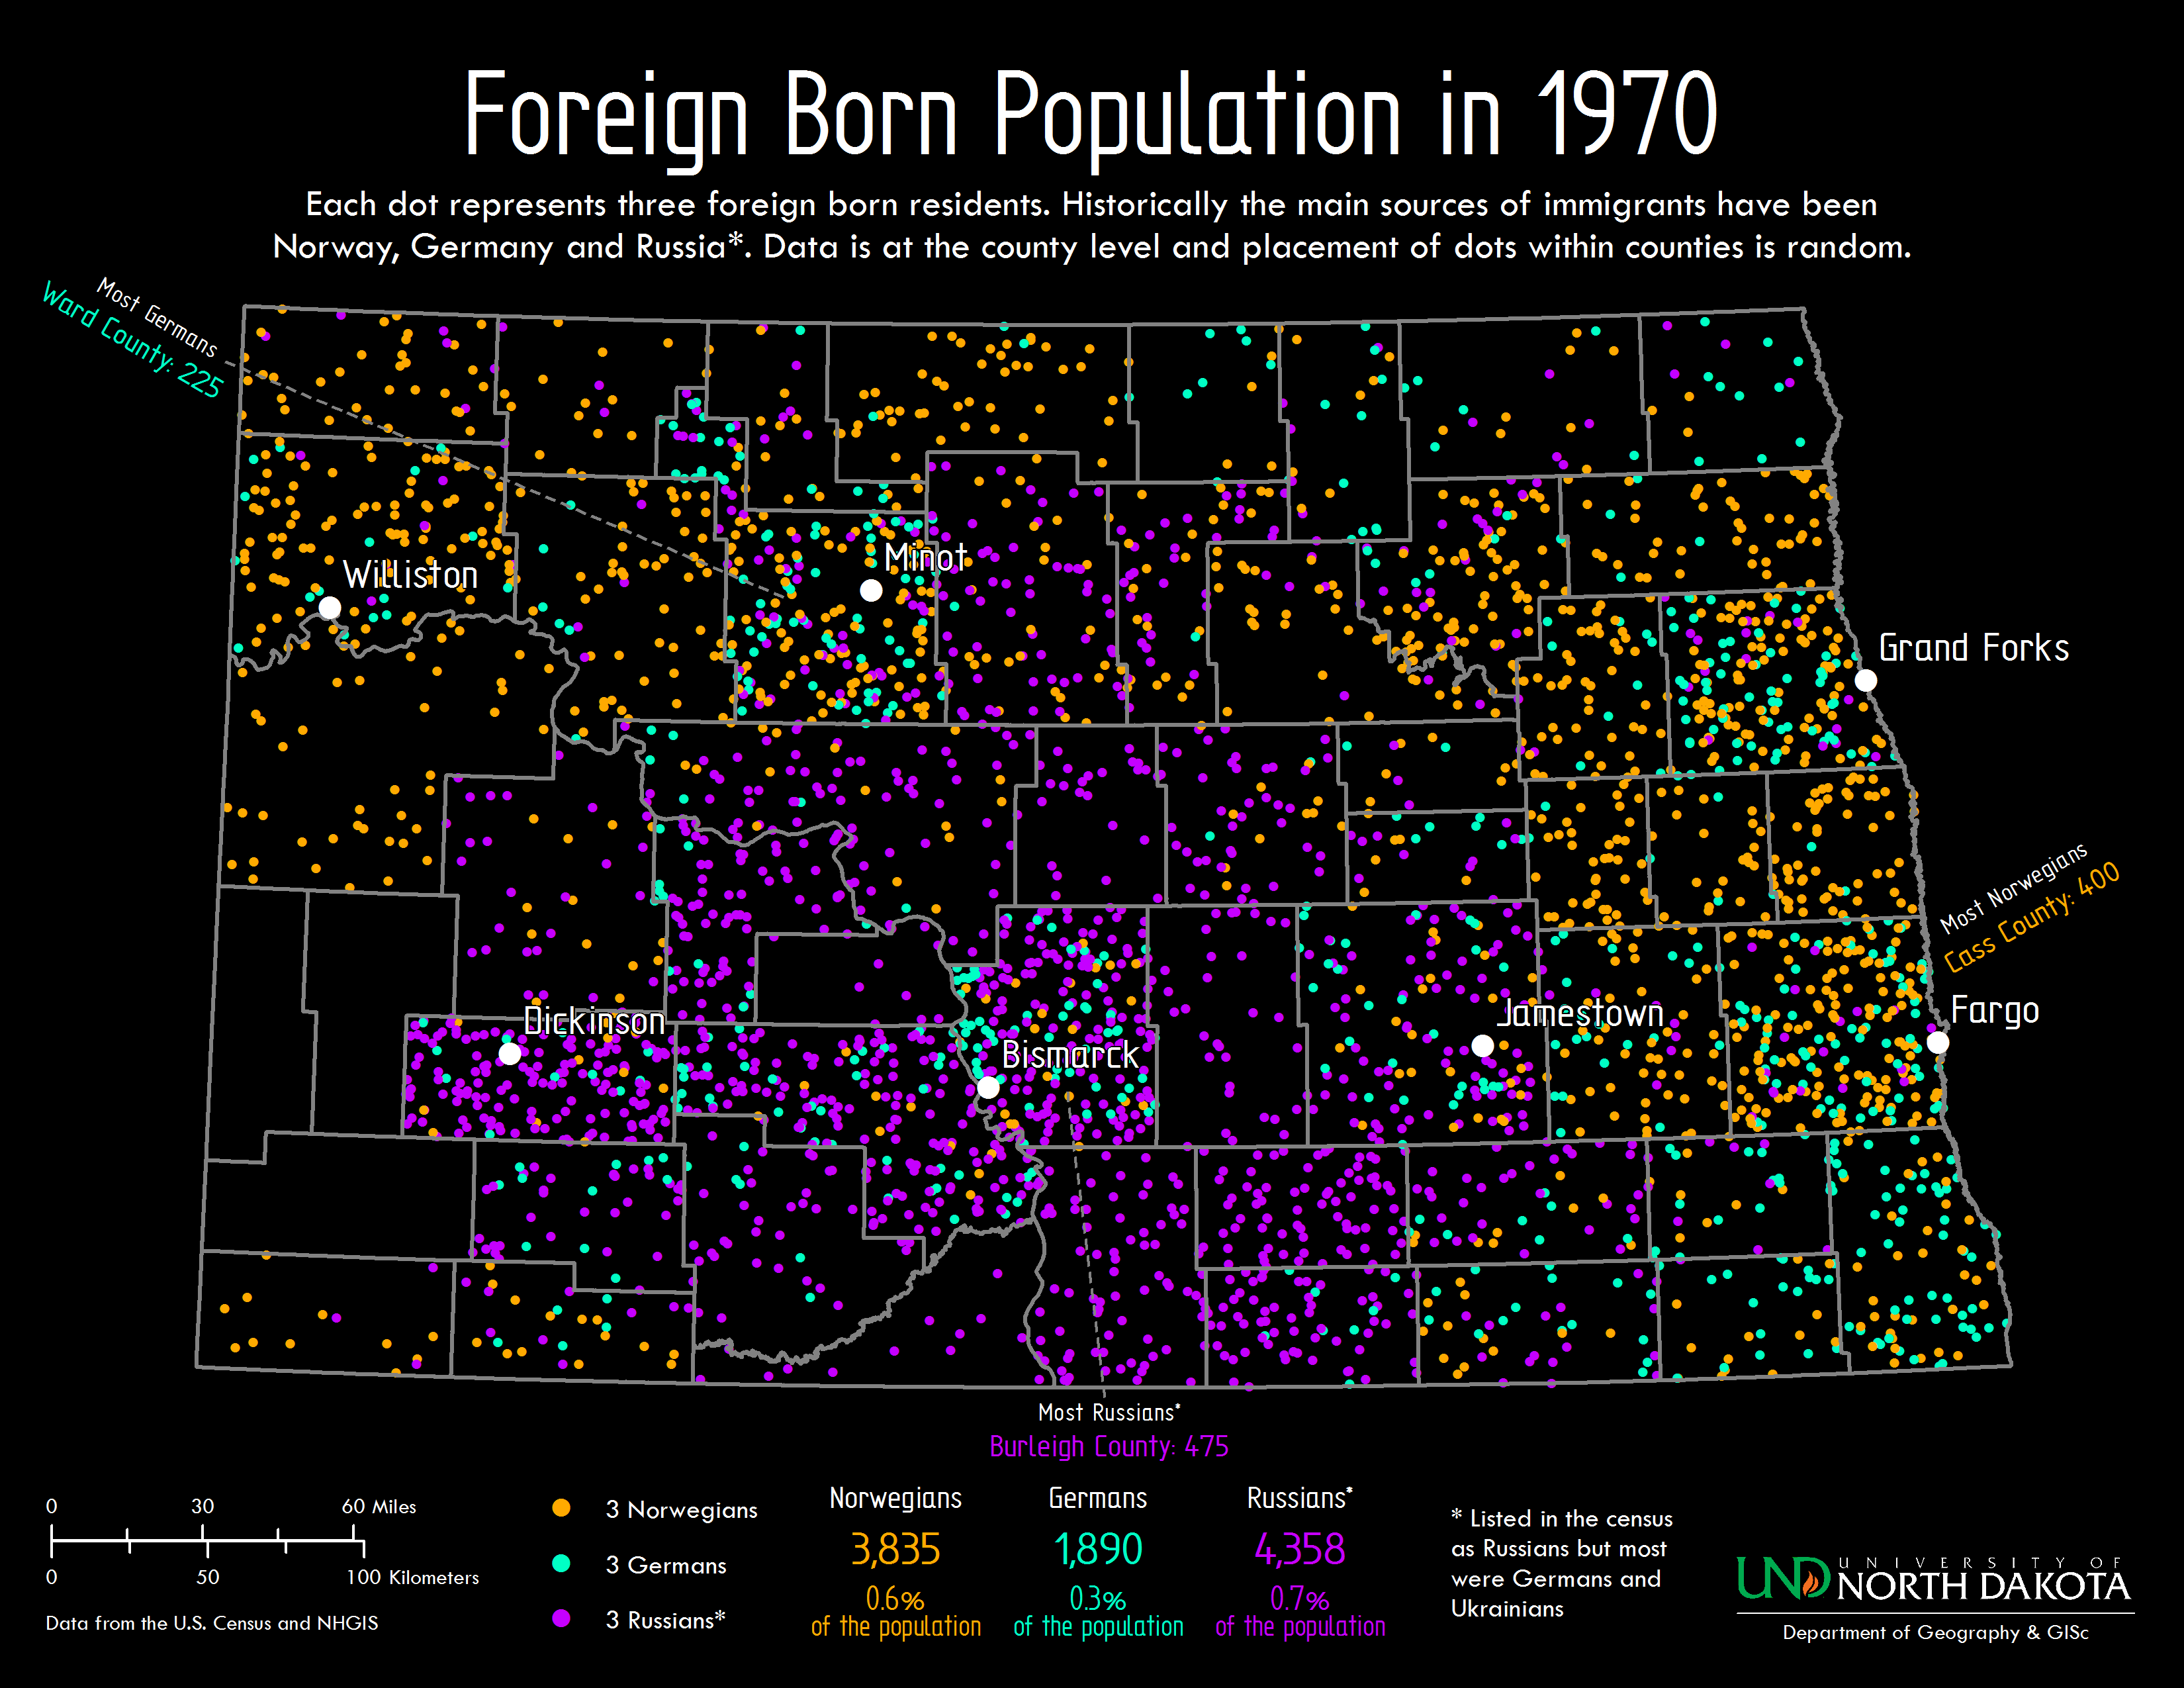 Foreign Born Population in 1970
Each dot represents three foreign born residents. Historically the main sources of immigrants have been
Norway, Germany and Russia*. Data is at the county level and placement of dots within counties is random.
Most Germans
Ward County: 225
Minot
Williston
Grand Forks
Most Norwegians
Cass County: 400
Dickinson
Jamestown
Fargo
Bismarck
Most Russians*
Burleigh County: 475
0 30 60 Miles
0 50 100 Kilometers
Data from the U.S. Census and NHGIS
3 Norwegians
3 Germans
3 Russians*
Norwegians
3,835
0.6%
of the population
Germans
1,890
0.3%
of the population
Russians*
4,358
0.7%
of the population
* Listed in the census
as Russians but most
were Germans and
Ukrainians
UND UNIVERSITY OF
NORTH DAKOTA
Department of Geography & GISc